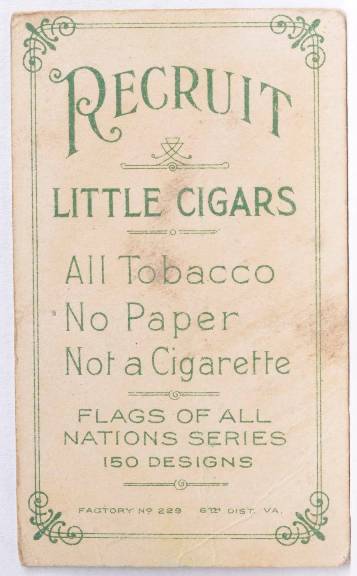 RECRUIT
LITTLE CIGARS
All Tobacco
No Paper
Not a Cigarette
FLAGS OF ALL
NATIONS SERIES
150 DESIGNS
FACTORY Nº 229 6TH DIST. VA.